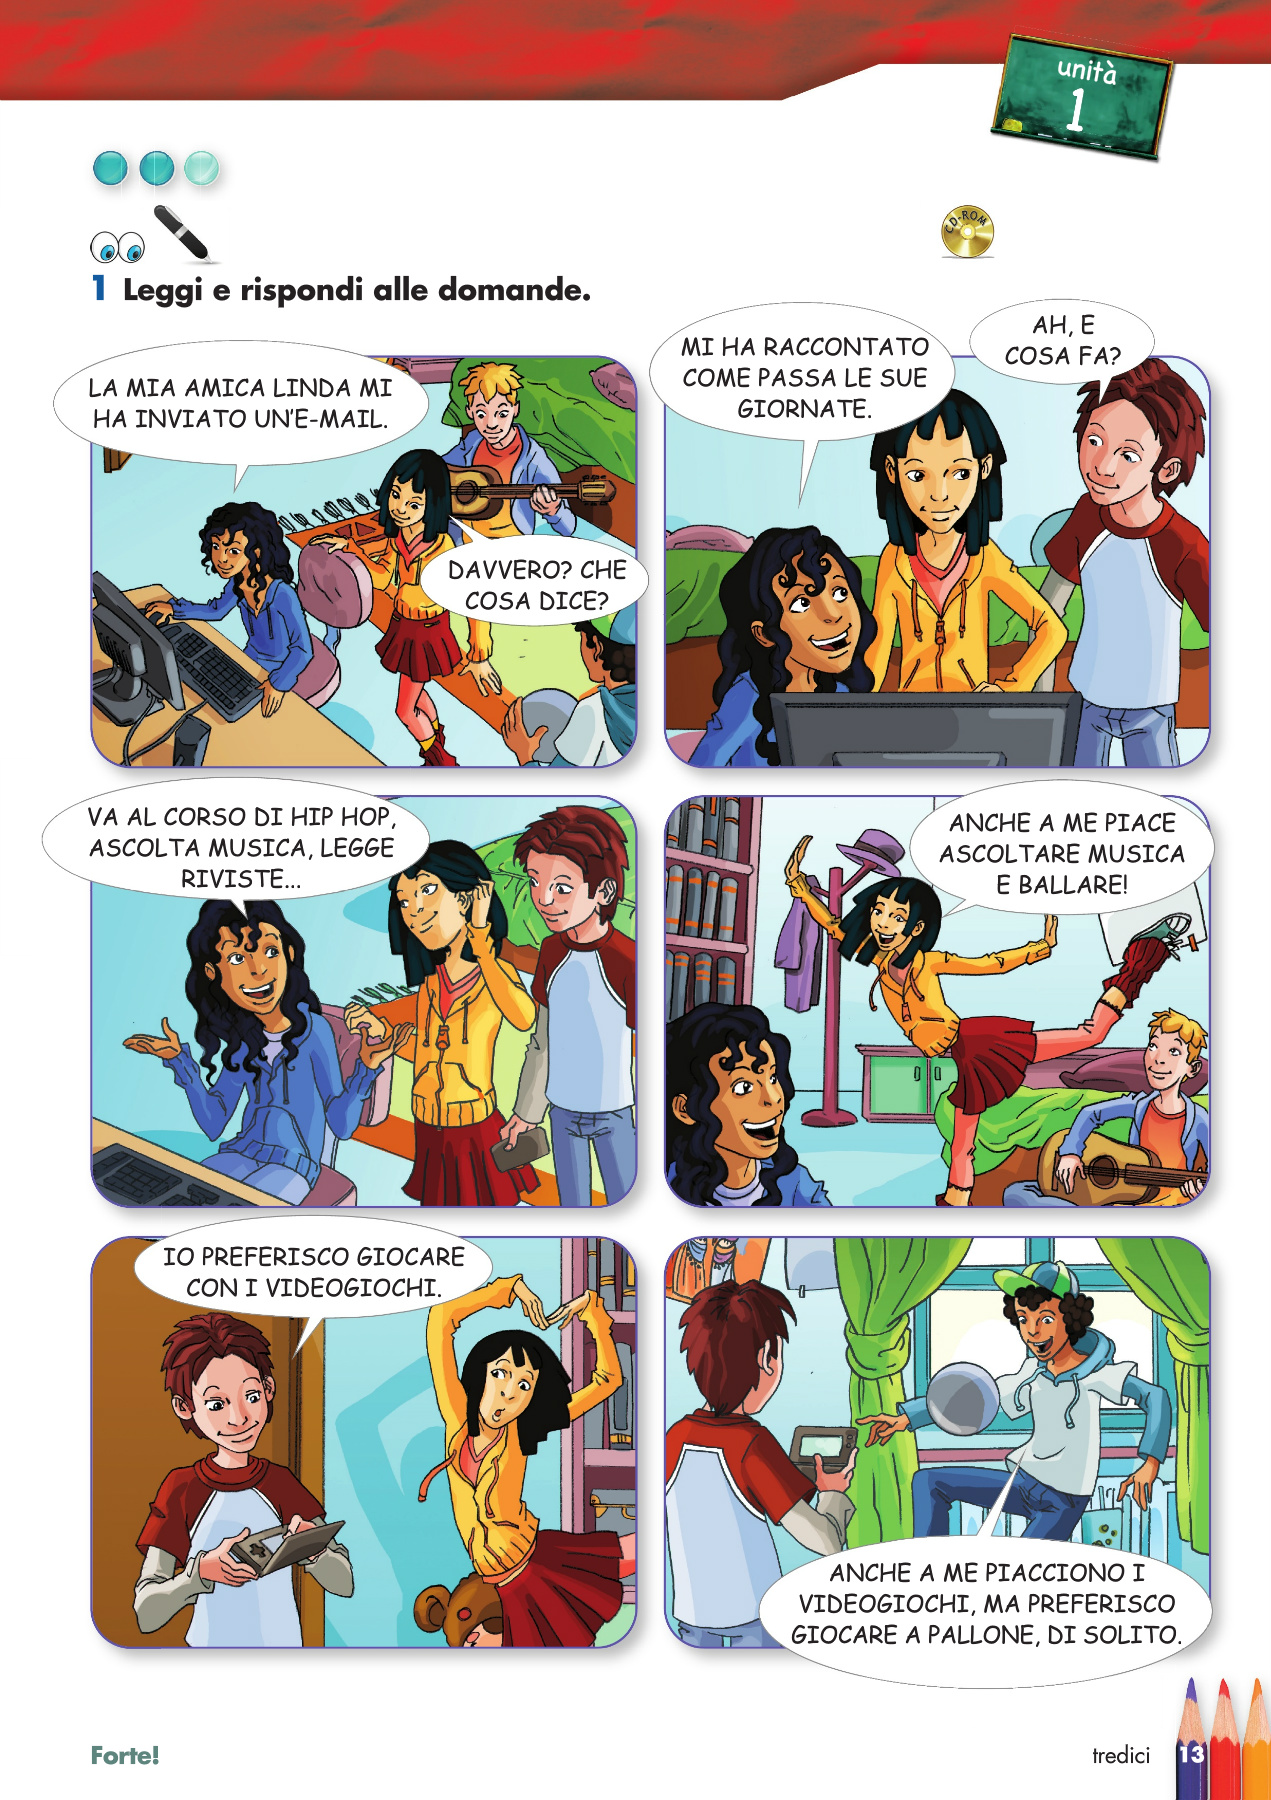 unità
1
CD-ROM
1 Leggi e rispondi alle domande.
LA MIA AMICA LINDA MI
HA INVIATO UN'E-MAIL.
DAVVERO? CHE
COSA DICE?
MI HA RACCONTATO
COME PASSA LE SUE
GIORNATE.
AH, E
COSA FA?
VA AL CORSO DI HIP HOP,
ASCOLTA MUSICA, LEGGE
RIVISTE...
ANCHE A ME PIACE
ASCOLTARE MUSICA
E BALLARE!
IO PREFERISCO GIOCARE
CON I VIDEOGIOCHI.
ANCHE A ME PIACCIONO I
VIDEOGIOCHI, MA PREFERISCO
GIOCARE A PALLONE, DI SOLITO.
Forte!
tredici 13